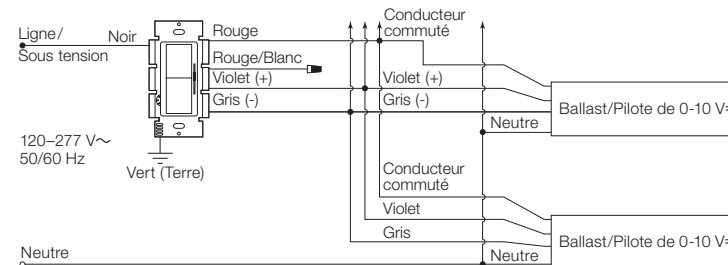 Ligne/
Sous tension
Noir
Rouge
Rouge/Blanc
Violet (+)
Gris (-)
120–277 V~
50/60 Hz
Vert (Terre)
Neutre
Conducteur
commuté
Violet (+)
Gris (-)
Neutre
Ballast/Pilote de 0-10 V=
Conducteur
commuté
Violet
Gris
Neutre
Ballast/Pilote de 0-10 V=